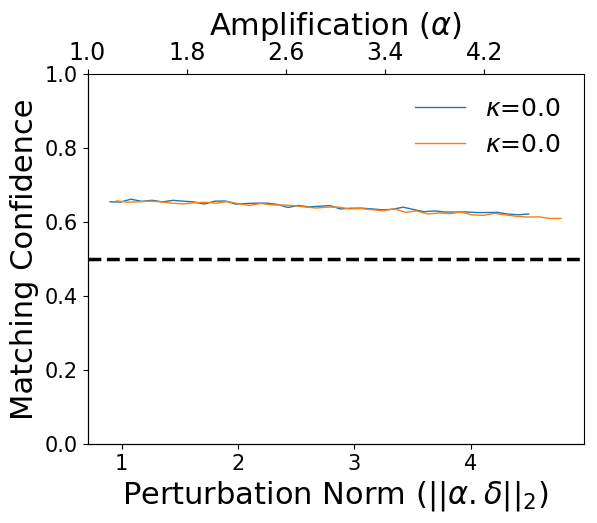 Amplification (α)
1.0 1.8 2.6 3.4 4.2
1.0
0.8
0.6
0.4
0.2
0.0
Matching Confidence
κ=0.0
κ=0.0
1 2 3 4
Perturbation Norm (||α.δ||₂)